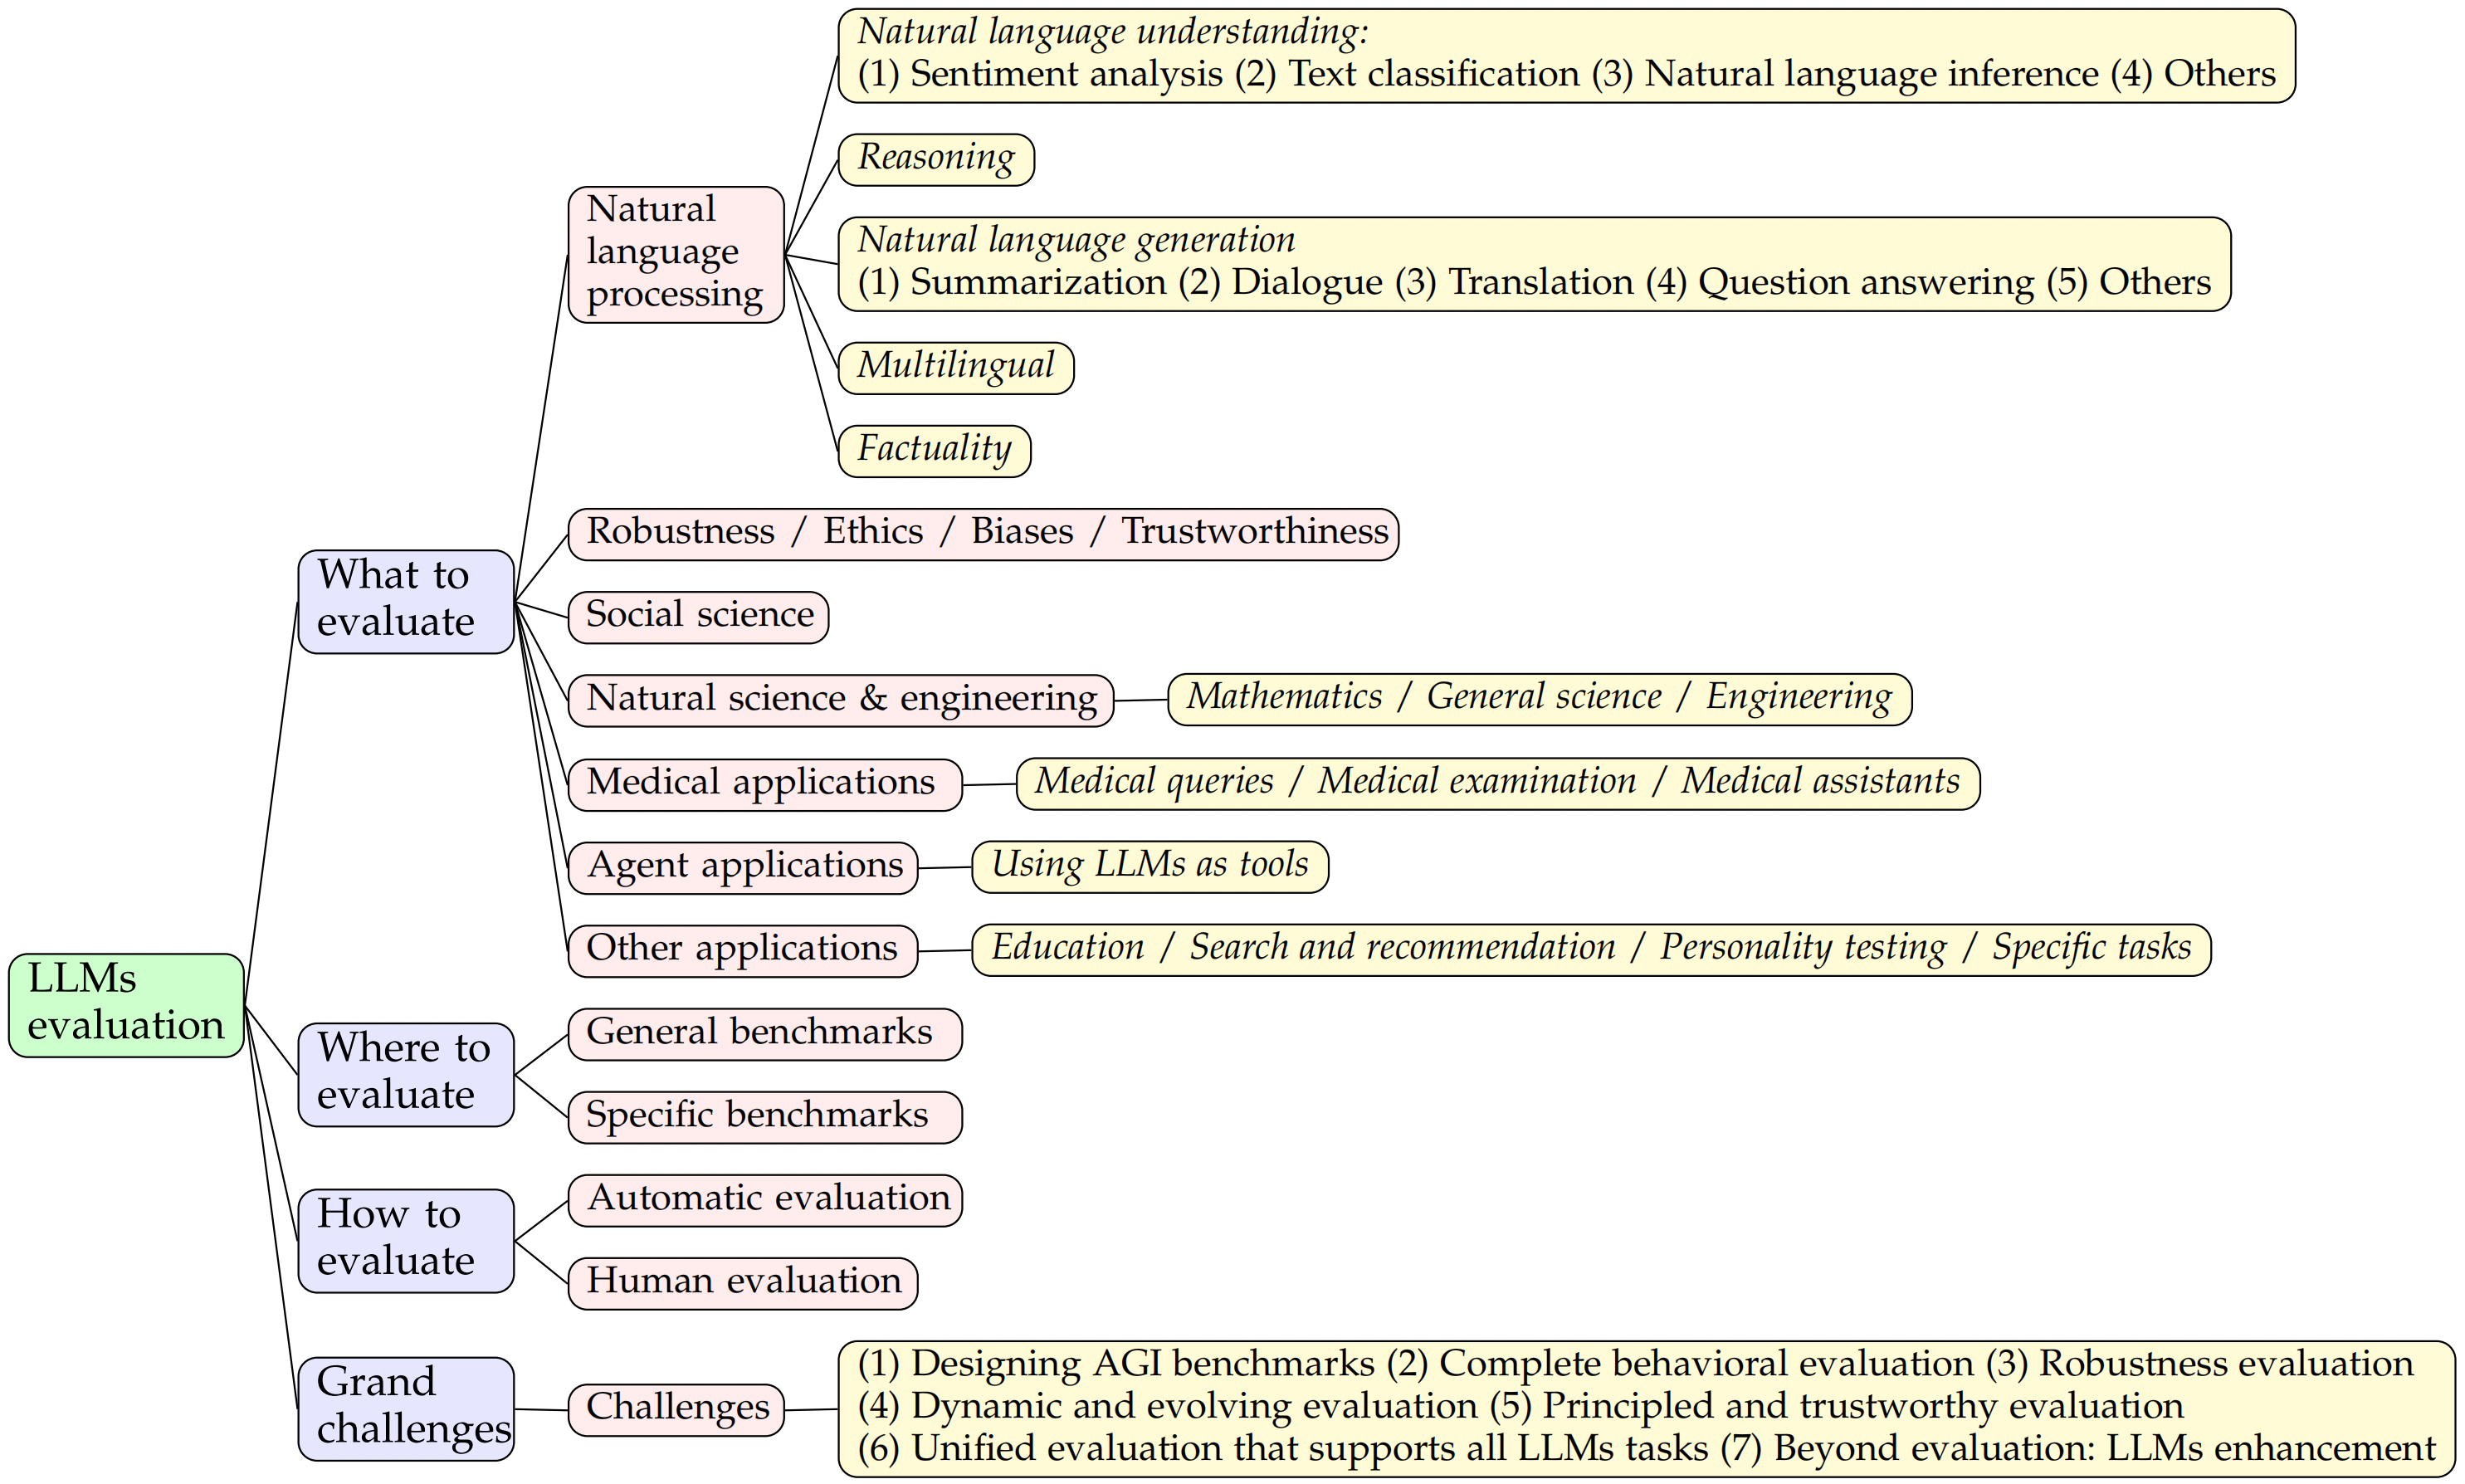 Natural language understanding:
(1) Sentiment analysis (2) Text classification (3) Natural language inference (4) Others
Reasoning
Natural
language
processing
Natural language generation
(1) Summarization (2) Dialogue (3) Translation (4) Question answering (5) Others
Multilingual
Factuality
What to
evaluate
Robustness / Ethics / Biases / Trustworthiness
Social science
Natural science & engineering
Mathematics / General science / Engineering
Medical applications
Medical queries / Medical examination / Medical assistants
Agent applications
Using LLMs as tools
Other applications
Education / Search and recommendation / Personality testing / Specific tasks
LLMs
evaluation
Where to
evaluate
General benchmarks
Specific benchmarks
How to
evaluate
Automatic evaluation
Human evaluation
Grand
challenges
Challenges
(1) Designing AGI benchmarks (2) Complete behavioral evaluation (3) Robustness evaluation
(4) Dynamic and evolving evaluation (5) Principled and trustworthy evaluation
(6) Unified evaluation that supports all LLMs tasks (7) Beyond evaluation: LLMs enhancement